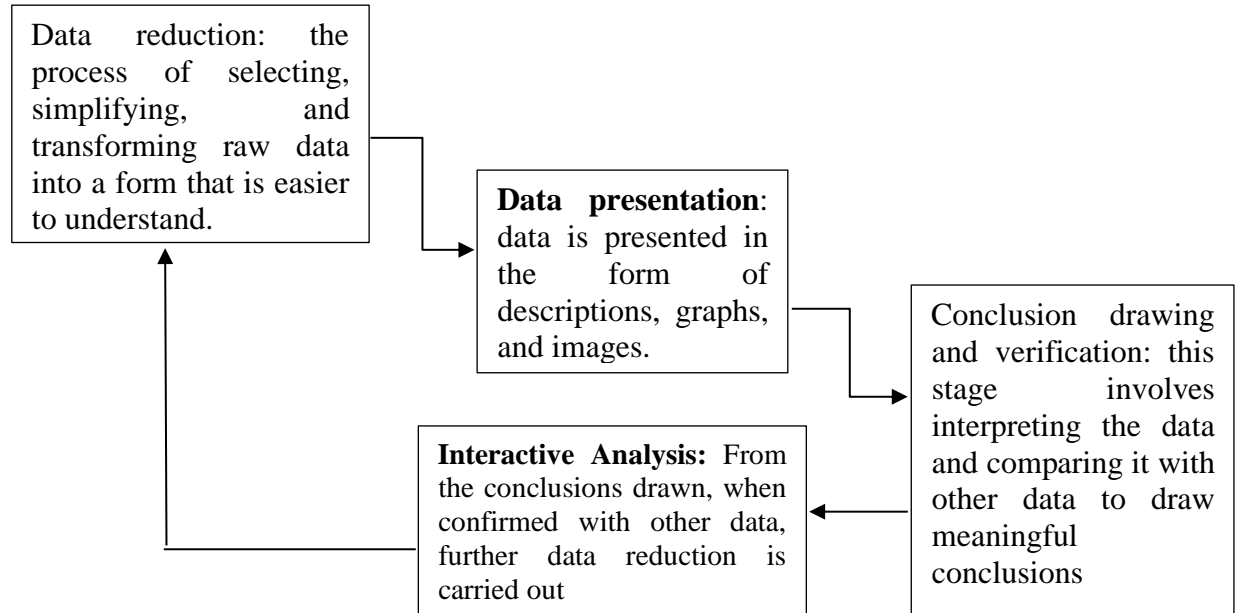 Data reduction: the
process of selecting,
simplifying, and
transforming raw data
into a form that is easier
to understand.
Data presentation:
data is presented in
the form of
descriptions, graphs,
and images.
Conclusion drawing
and verification: this
stage involves
interpreting the data
and comparing it with
other data to draw
meaningful
conclusions
Interactive Analysis: From
the conclusions drawn, when
confirmed with other data,
further data reduction is
carried out